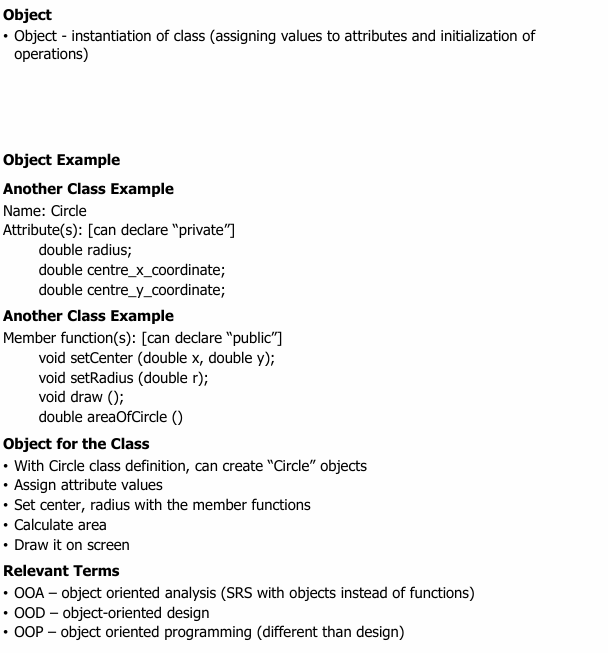 Object
• Object - instantiation of class (assigning values to attributes and initialization of
operations)
Object Example
Another Class Example
Name: Circle
Attribute(s): [can declare “private”]
double radius;
double centre_x_coordinate;
double centre_y_coordinate;
Another Class Example
Member function(s): [can declare “public”]
void setCenter (double x, double y);
void setRadius (double r);
void draw ();
double areaOfCircle ()
Object for the Class
• With Circle class definition, can create “Circle” objects
• Assign attribute values
• Set center, radius with the member functions
• Calculate area
• Draw it on screen
Relevant Terms
• OOA – object oriented analysis (SRS with objects instead of functions)
• OOD – object-oriented design
• OOP – object oriented programming (different than design)